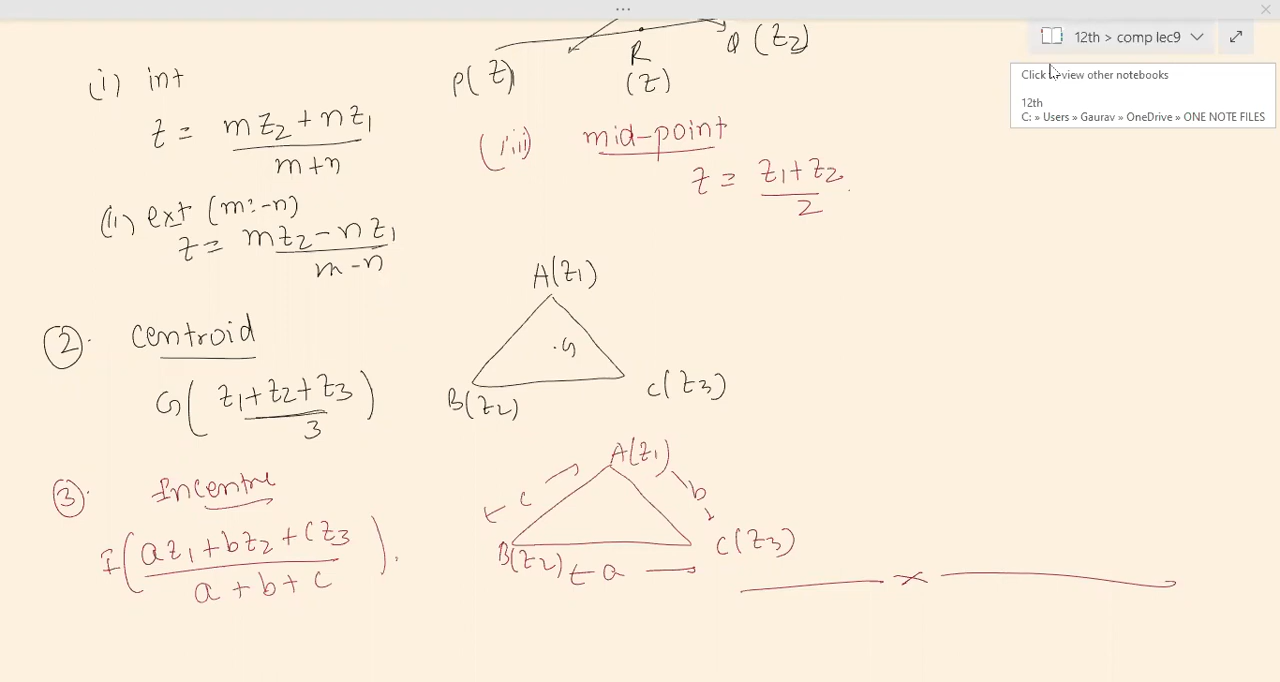 12th > comp lec9
Click to view other notebooks
12th
C: » Users » Gaurav » OneDrive » ONE NOTE FILES
P(z)
R
(z)
Q(z2)
(i) int
z = mz2 + nz1 / m+n
(ii) ext (m:-n)
z = mz2 - nz1 / m-n
(iii) mid-point
z = z1+z2 / 2
② Centroid
G( z1+z2+z3 / 3 )
A(z1)
.G
B(z2)
C(z3)
③ Incentre
I( az1+bz2+cz3 / a+b+c ).
A(z1)
c
b
B(z2)
a
C(z3)